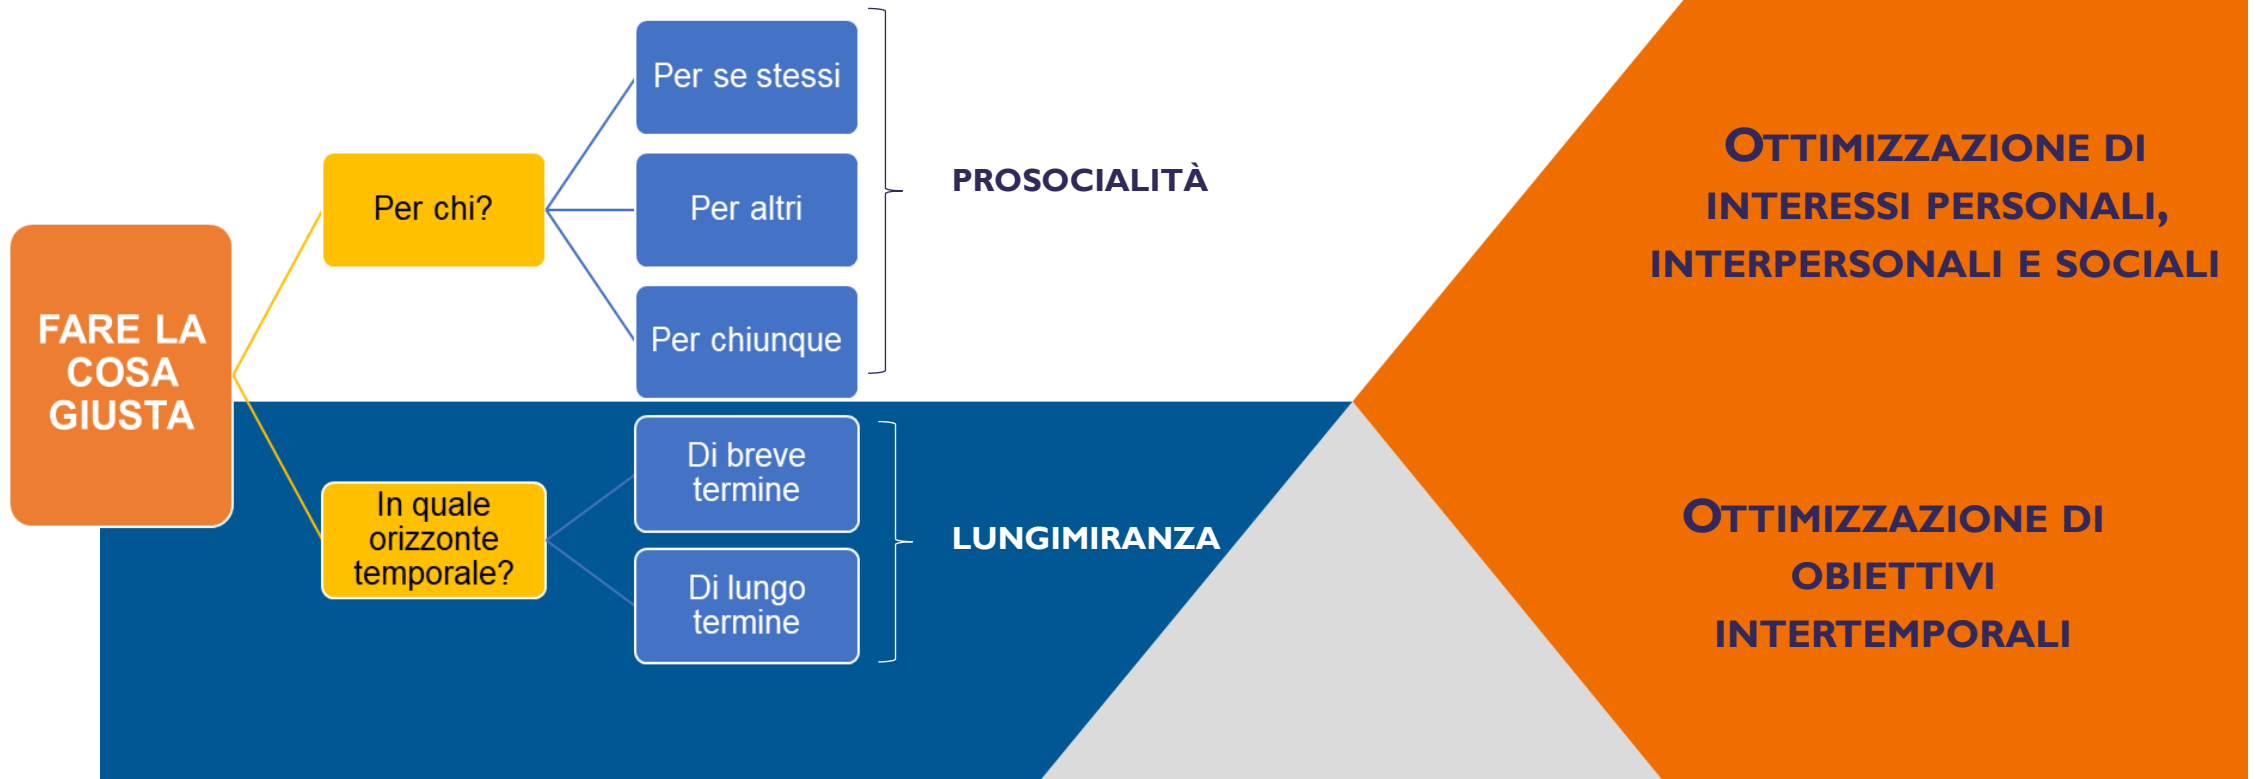 FARE LA
COSA
GIUSTA
Per chi?
Per se stessi
Per altri
Per chiunque
PROSOCIALITÀ
In quale
orizzonte
temporale?
Di breve
termine
Di lungo
termine
LUNGIMIRANZA
OTTIMIZZAZIONE DI
INTERESSI PERSONALI,
INTERPERSONALI E SOCIALI
OTTIMIZZAZIONE DI
OBIETTIVI
INTERTEMPORALI